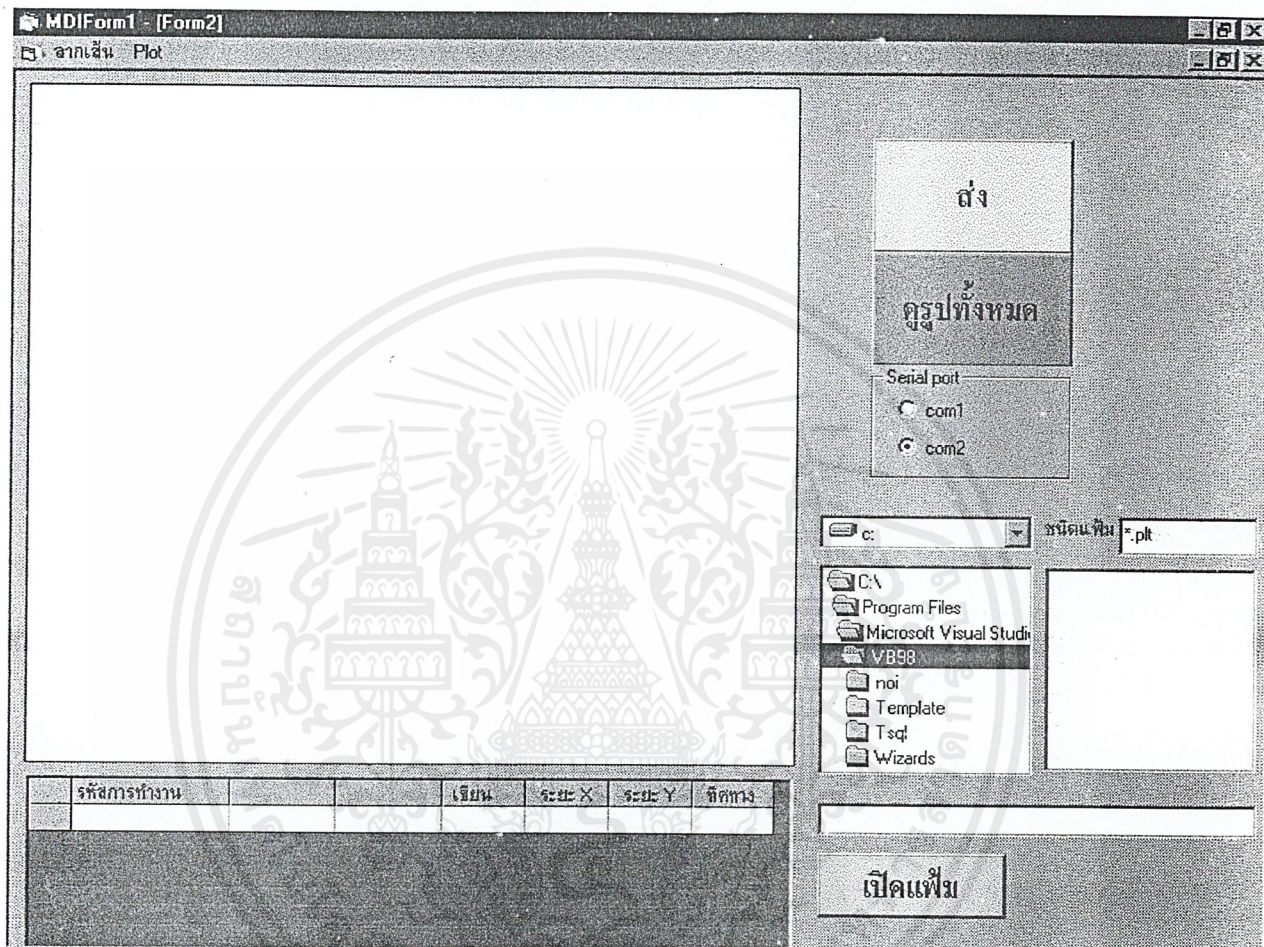 MDIForm1 - [Form2]
ลากเส้น Plot
ส่ง
ดูรูปทั้งหมด
Serial port
com1
com2
c:
ชนิดแฟ้ม *.plt
C:\
Program Files
Microsoft Visual Studi
VB98
noi
Template
Tsql
Wizards
รหัสการทำงาน เขียน ระยะ X ระยะ Y ทิศทาง
เปิดแฟ้ม